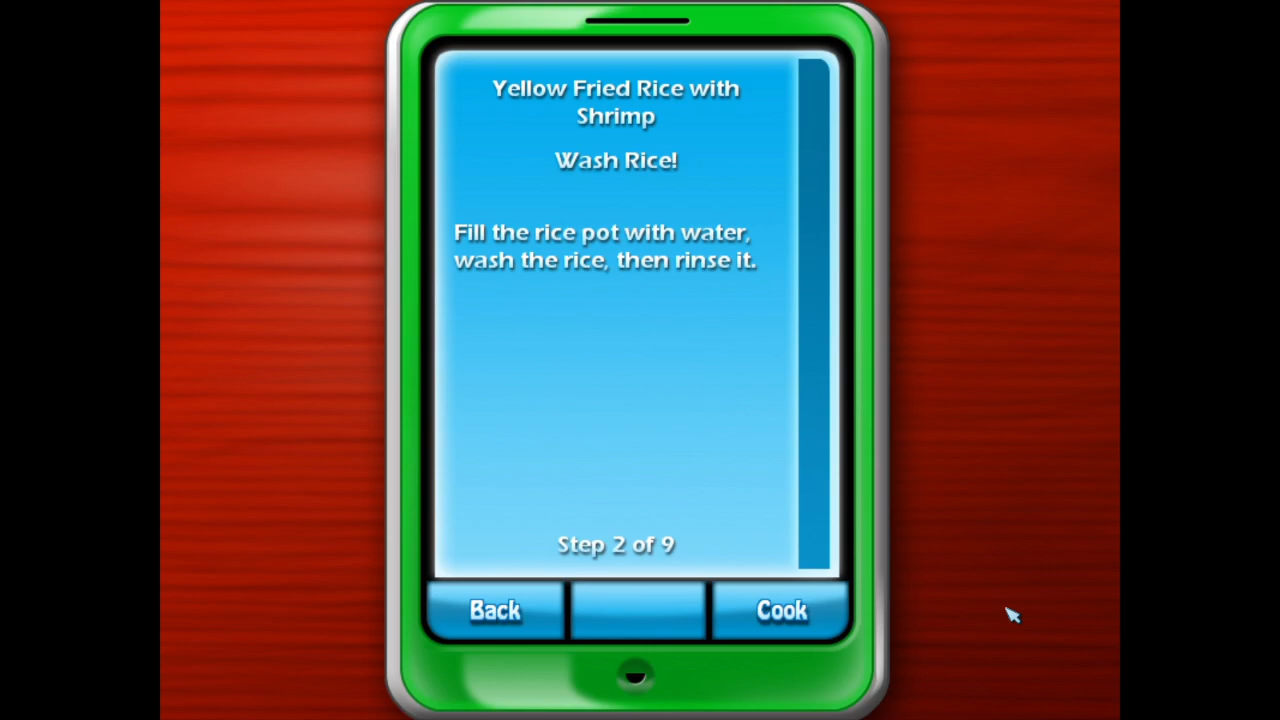 Yellow Fried Rice with
Shrimp
Wash Rice!
Fill the rice pot with water,
wash the rice, then rinse it.
Step 2 of 9
Back
Cook